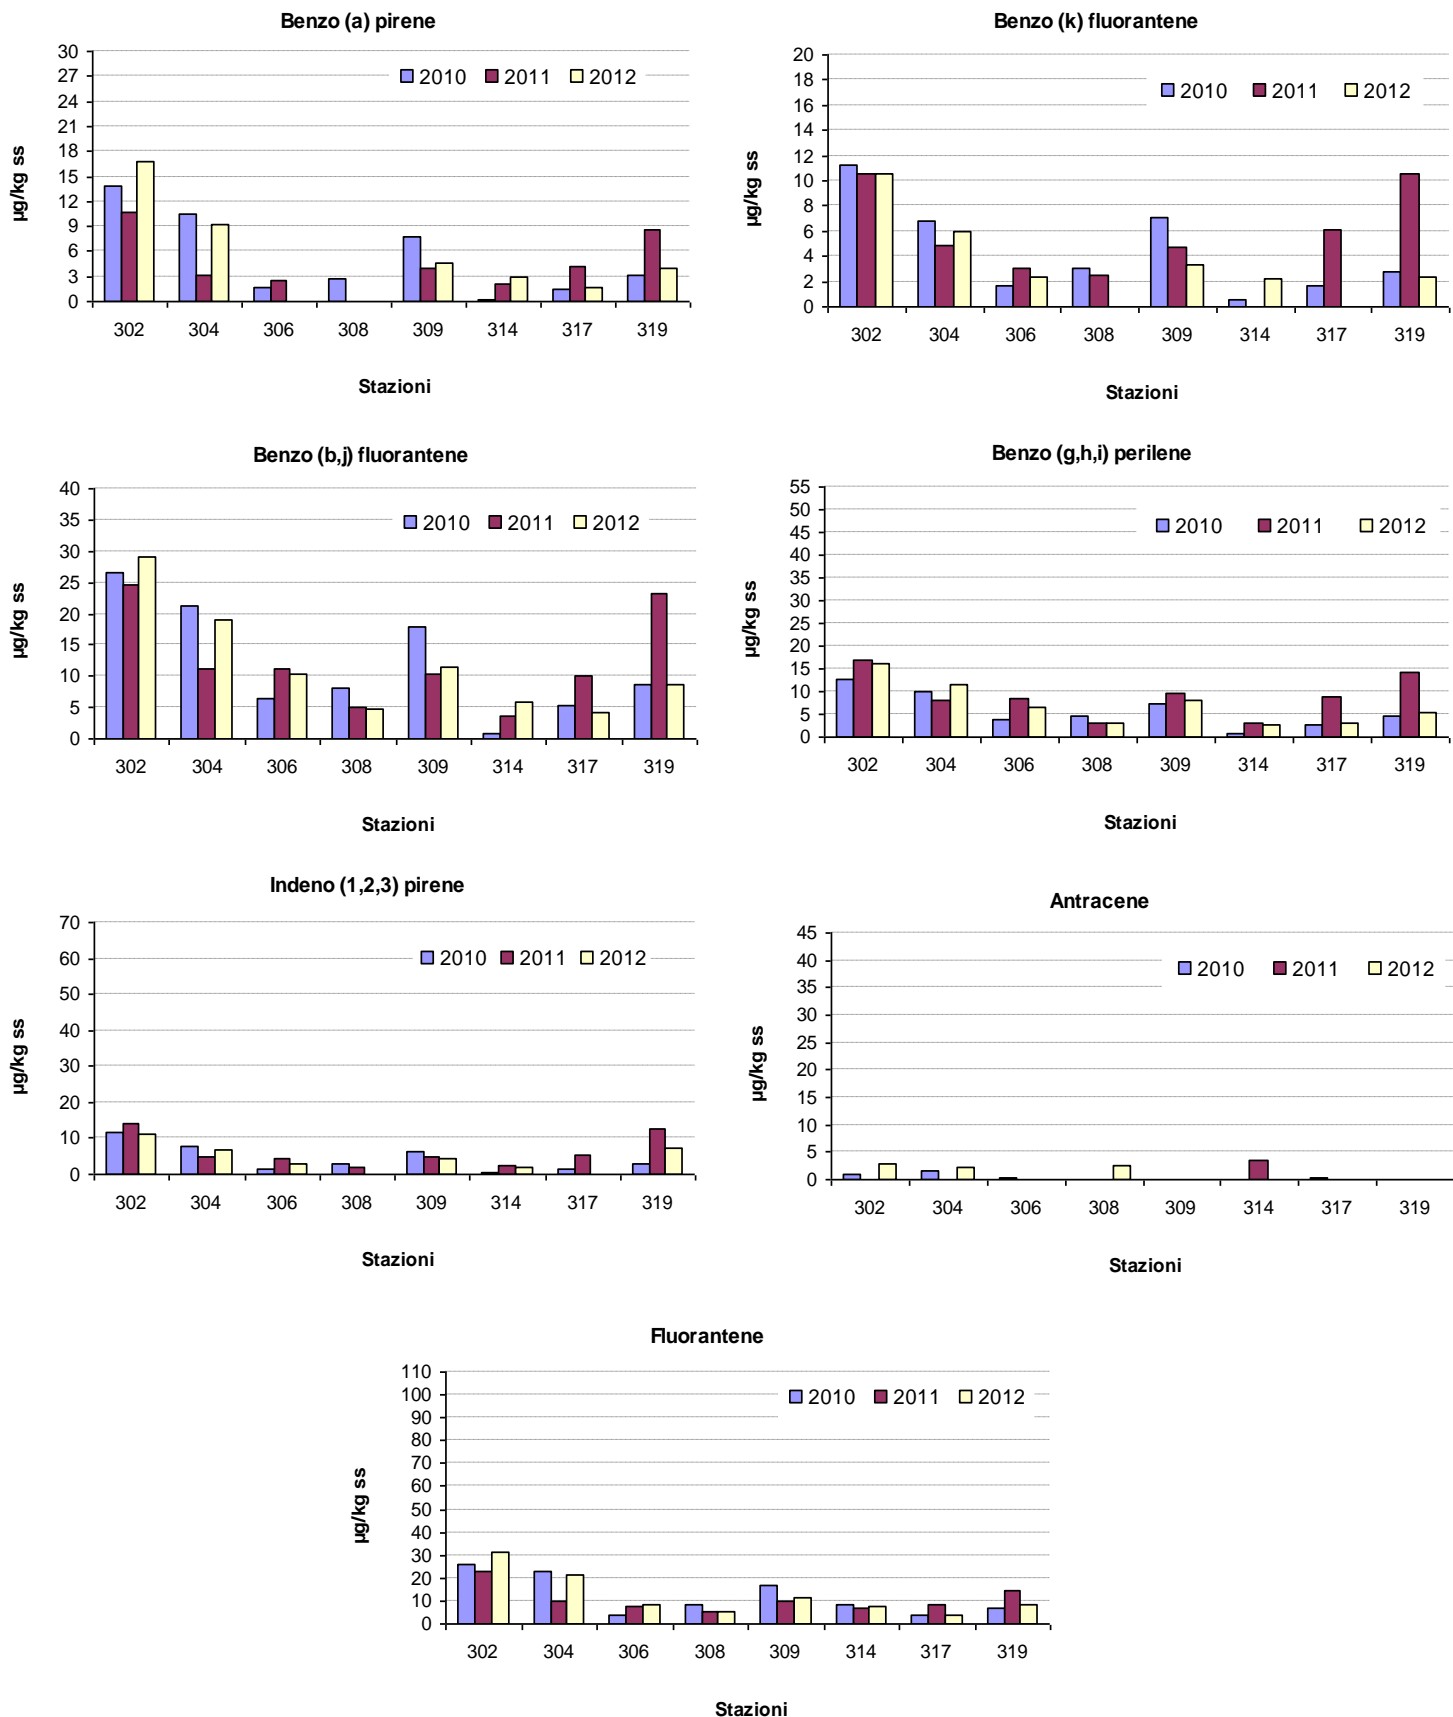 Benzo (a) pirene
30
27
24
21
18
15
12
9
6
3
0
µg/kg ss
2010 2011 2012
302 304 306 308 309 314 317 319
Stazioni
Benzo (k) fluorantene
20
18
16
14
12
10
8
6
4
2
0
µg/kg ss
2010 2011 2012
302 304 306 308 309 314 317 319
Stazioni
Benzo (b,j) fluorantene
40
35
30
25
20
15
10
5
0
µg/kg ss
2010 2011 2012
302 304 306 308 309 314 317 319
Stazioni
Benzo (g,h,i) perilene
55
50
45
40
35
30
25
20
15
10
5
0
µg/kg ss
2010 2011 2012
302 304 306 308 309 314 317 319
Stazioni
Indeno (1,2,3) pirene
70
60
50
40
30
20
10
0
µg/kg ss
2010 2011 2012
302 304 306 308 309 314 317 319
Stazioni
Antracene
45
40
35
30
25
20
15
10
5
0
µg/kg ss
2010 2011 2012
302 304 306 308 309 314 317 319
Stazioni
Fluorantene
110
100
90
80
70
60
50
40
30
20
10
0
µg/kg ss
2010 2011 2012
302 304 306 308 309 314 317 319
Stazioni